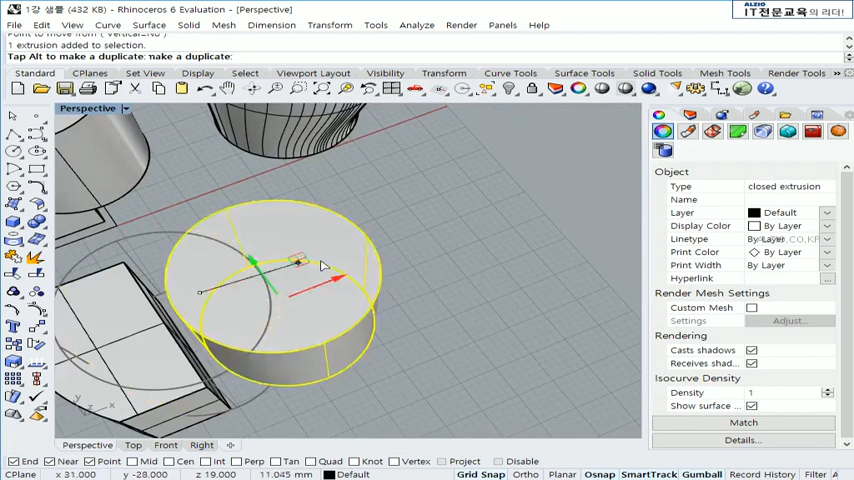 1강 샘플 (432 KB) - Rhinoceros 6 Evaluation - [Perspective]
ALZIO
IT전문교육의 리더!
File Edit View Curve Surface Solid Mesh Dimension Transform Tools Analyze Render Panels Help
1 extrusion added to selection.
Tap Alt to make a duplicate: make a duplicate:
Standard CPlanes Set View Display Select Viewport Layout Visibility Transform Curve Tools Surface Tools Solid Tools Mesh Tools Render Tools
Perspective
Object
Type closed extrusion
Name
Layer Default
Display Color By Layer
Linetype By Layer
Print Color By Layer
Print Width By Layer
Hyperlink ...
Render Mesh Settings
Custom Mesh
Settings Adjust...
Rendering
Casts shadows
Receives shad...
Isocurve Density
Density 1
Show surface ...
Match
Details...
y
z x
Perspective Top Front Right
End Near Point Mid Cen Int Perp Tan Quad Knot Vertex Project Disable
CPlane x 31.000 y -28.000 z 19.000 11.045 mm Default Grid Snap Ortho Planar Osnap SmartTrack Gumball Record History Filter